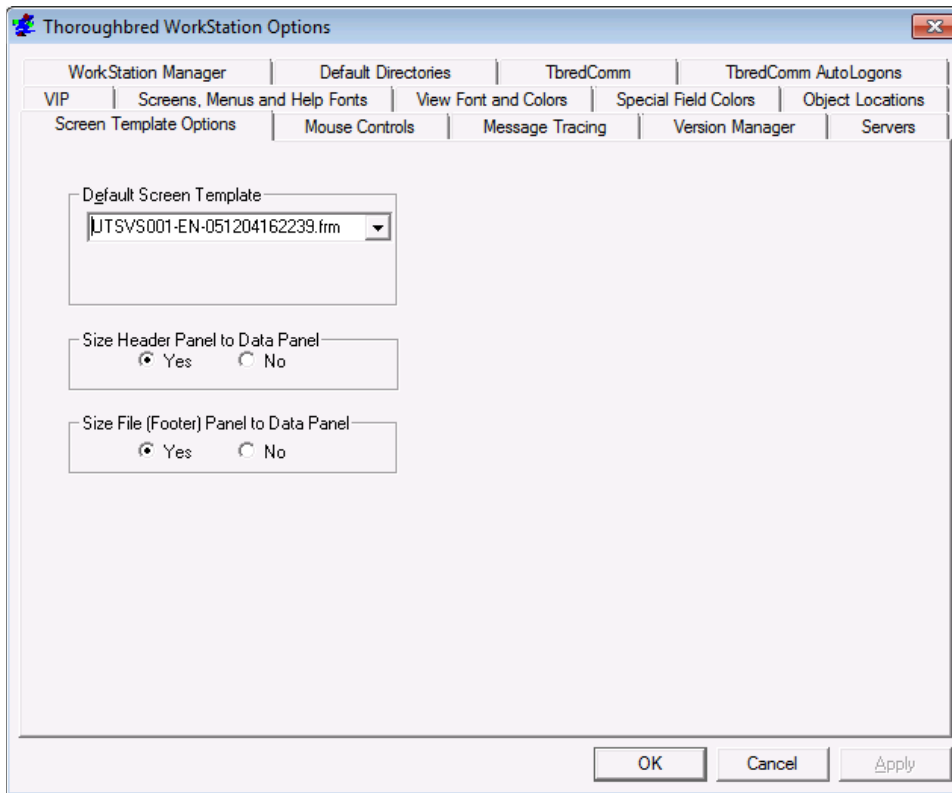 Thoroughbred WorkStation Options
WorkStation Manager Default Directories TbredComm TbredComm AutoLogons
VIP Screens, Menus and Help Fonts View Font and Colors Special Field Colors Object Locations
Screen Template Options Mouse Controls Message Tracing Version Manager Servers
Default Screen Template
UTSVS001-EN-051204162239.frm
Size Header Panel to Data Panel
Yes No
Size File (Footer) Panel to Data Panel
Yes No
OK Cancel Apply